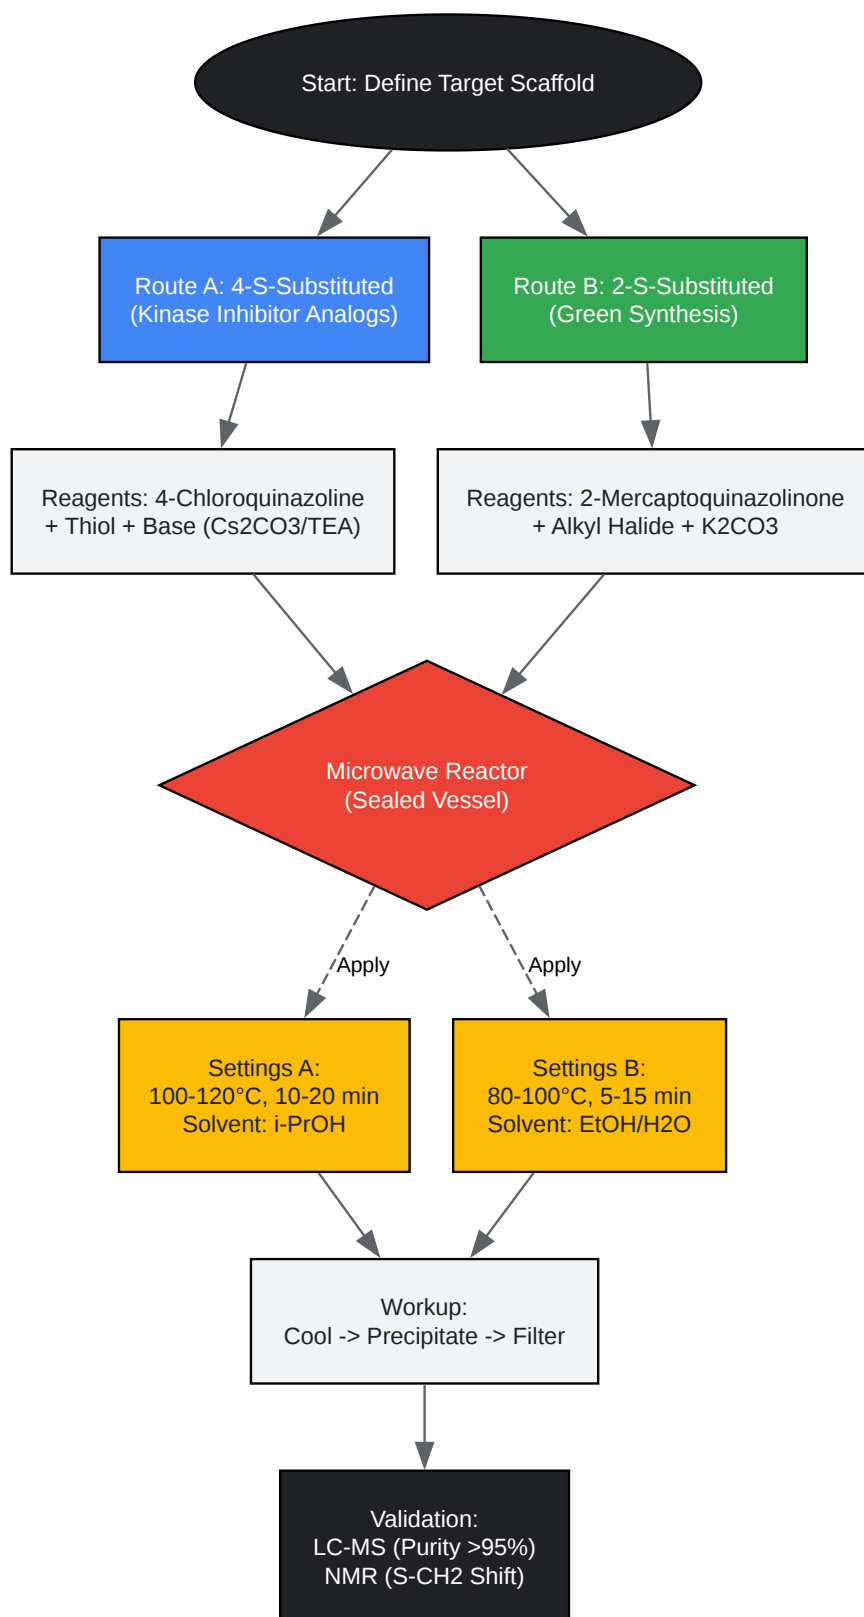 Start: Define Target Scaffold
Route A: 4-S-Substituted
(Kinase Inhibitor Analogs)
Route B: 2-S-Substituted
(Green Synthesis)
Reagents: 4-Chloroquinazoline
+ Thiol + Base (Cs2CO3/TEA)
Reagents: 2-Mercaptoquinazolinone
+ Alkyl Halide + K2CO3
Microwave Reactor
(Sealed Vessel)
Apply
Apply
Settings A:
100-120°C, 10-20 min
Solvent: i-PrOH
Settings B:
80-100°C, 5-15 min
Solvent: EtOH/H2O
Workup:
Cool -> Precipitate -> Filter
Validation:
LC-MS (Purity >95%)
NMR (S-CH2 Shift)